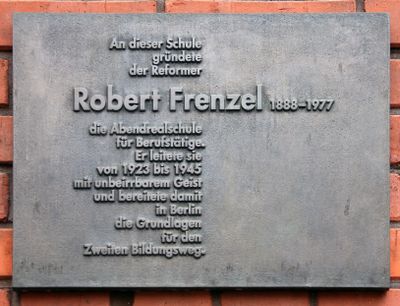 An dieser Schule
gründete
der Reformer
Robert Frenzel 1888–1977
die Abendrealschule
für Berufstätige.
Er leitete sie
von 1923 bis 1945
mit unbeirrbarem Geist
und bereitete damit
in Berlin
die Grundlagen
für den
Zweiten Bildungsweg.